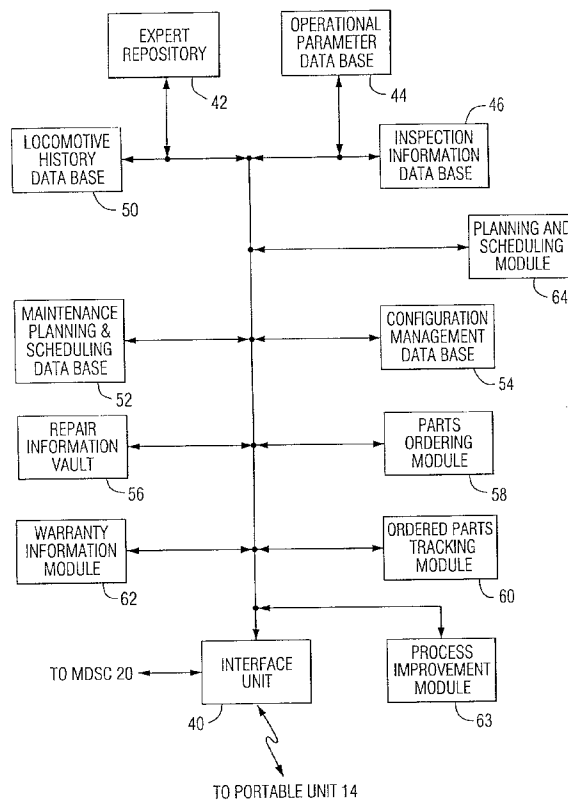 EXPERT
REPOSITORY
42
OPERATIONAL
PARAMETER
DATA BASE
44
46
LOCOMOTIVE
HISTORY
DATA BASE
50
INSPECTION
INFORMATION
DATA BASE
PLANNING AND
SCHEDULING
MODULE
64
MAINTENANCE
PLANNING &
SCHEDULING
DATA BASE
52
CONFIGURATION
MANAGEMENT
DATA BASE
54
REPAIR
INFORMATION
VAULT
56
PARTS
ORDERING
MODULE
58
WARRANTY
INFORMATION
MODULE
62
ORDERED PARTS
TRACKING
MODULE
60
TO MDSC 20
INTERFACE
UNIT
40
PROCESS
IMPROVEMENT
MODULE
63
TO PORTABLE UNIT 14